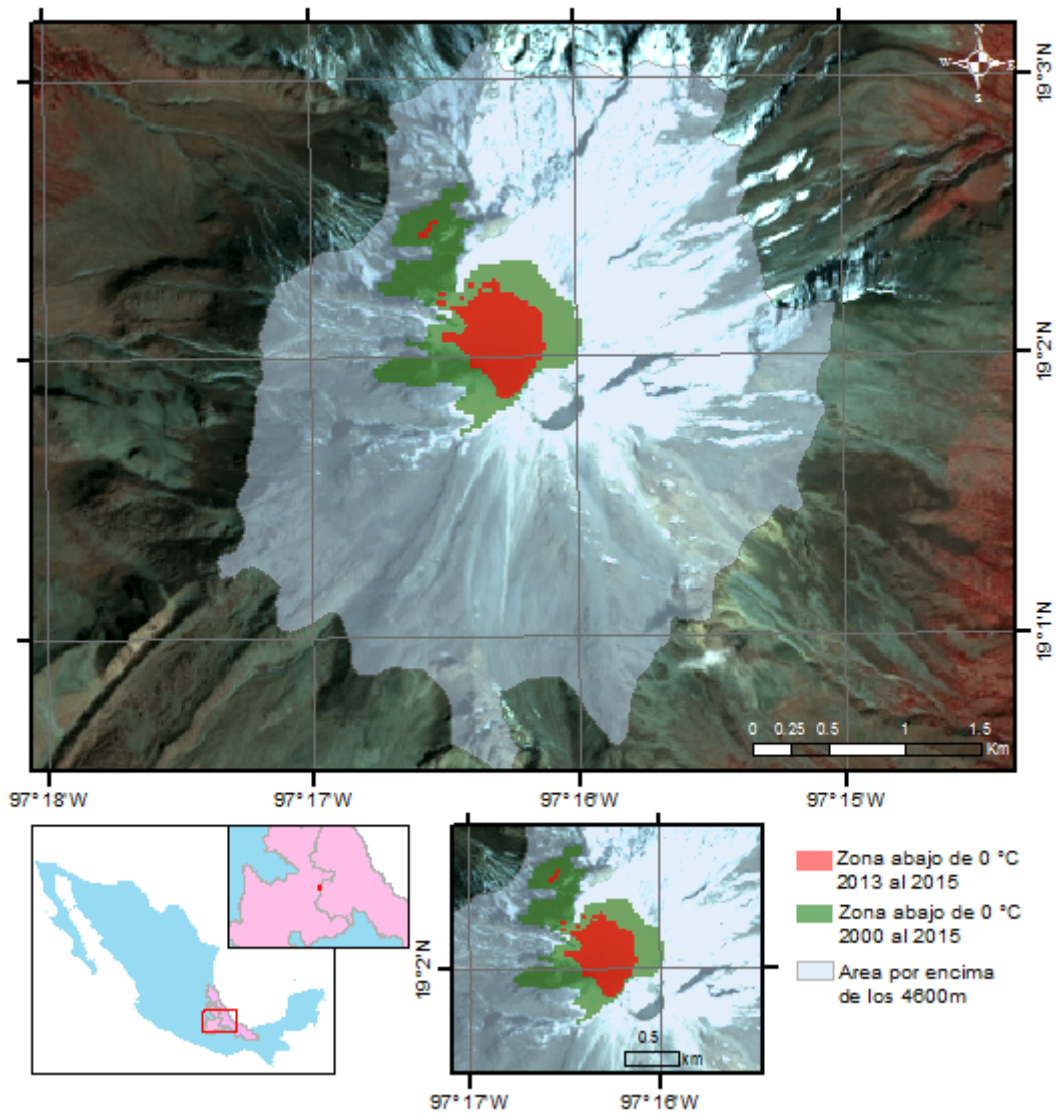 N
W E
S
19°3'N
19°2'N
19°1'N
0 0.25 0.5 1 1.5
Km
97°18'W 97°17'W 97°16'W 97°15'W
19°2'N
0.5
km
97°17'W 97°16'W
Zona abajo de 0 °C
2013 al 2015
Zona abajo de 0 °C
2000 al 2015
Area por encima
de los 4600m